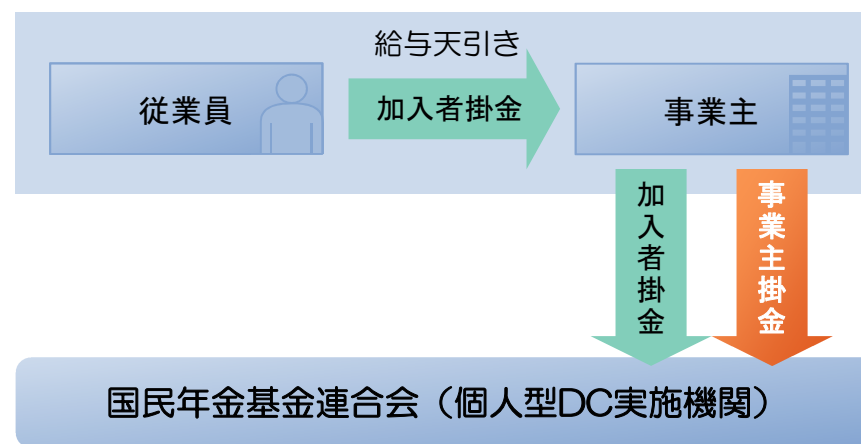 給与天引き
従業員
加入者掛金
事業主
加入者掛金
事業主掛金
国民年金基金連合会（個人型DC実施機関）